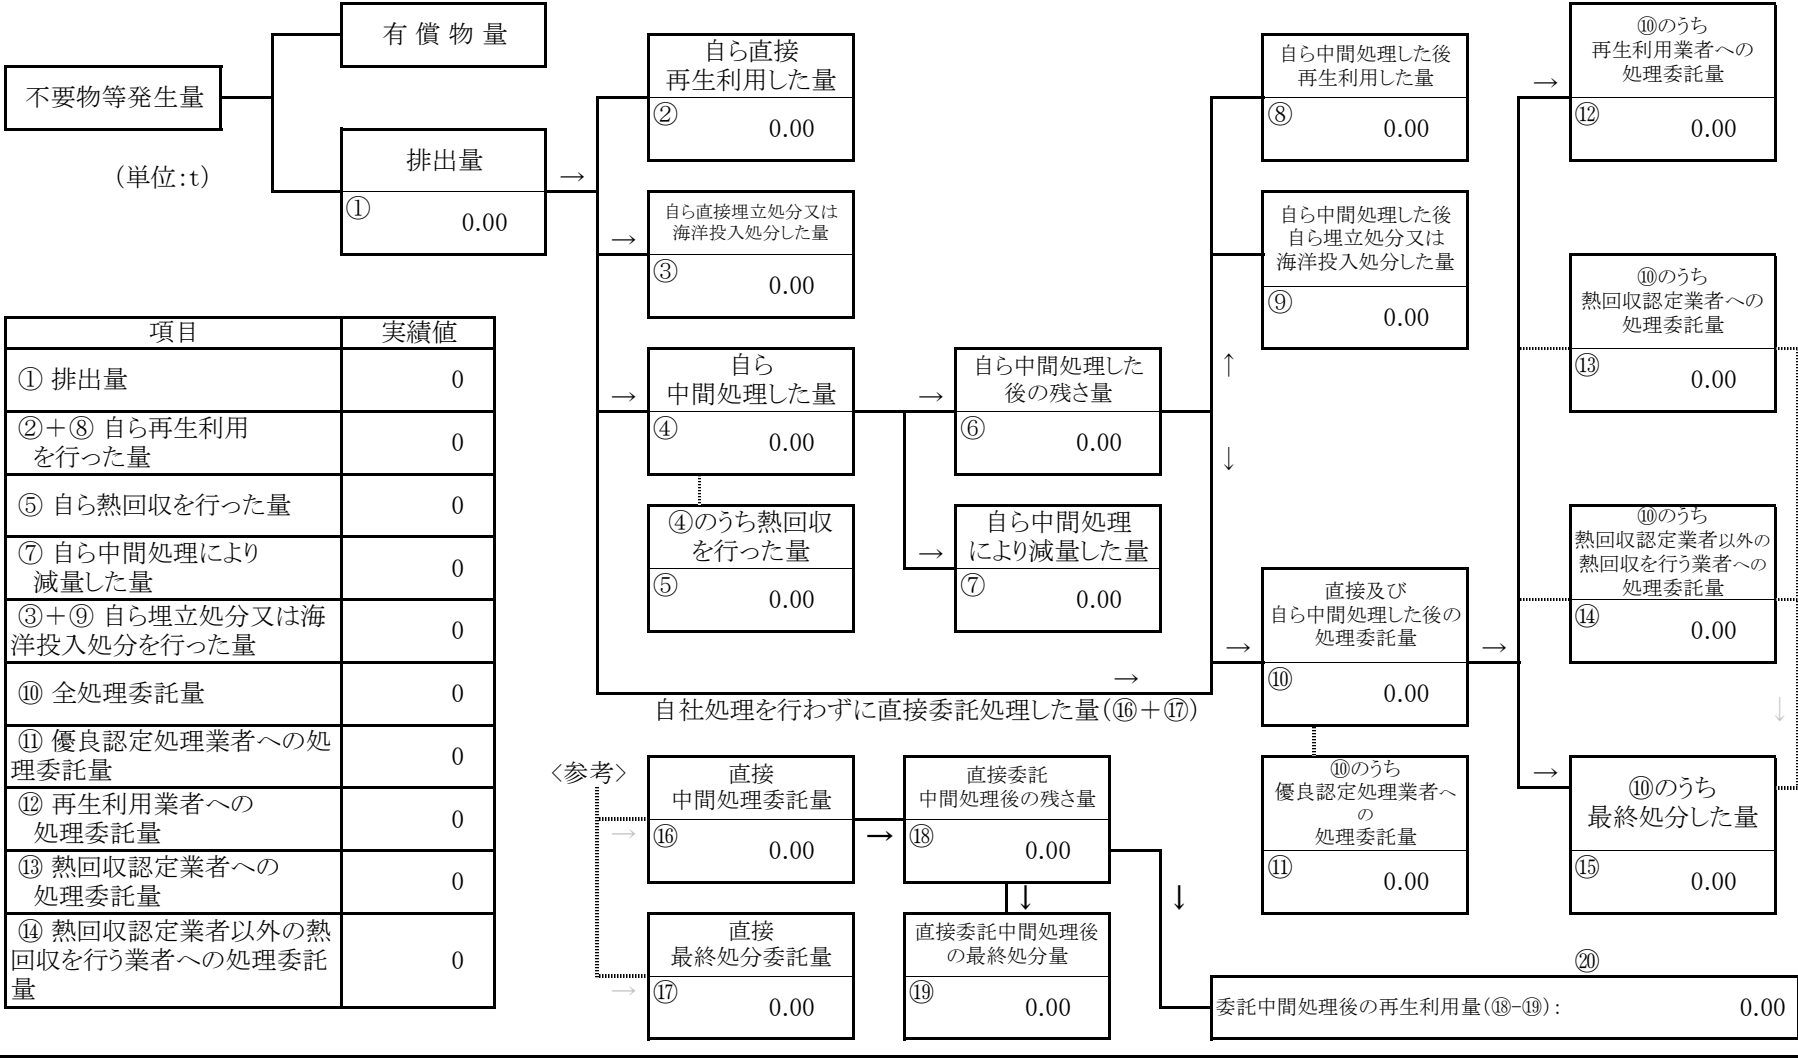 有 償 物 量
不要物等発生量
(単位:t)
排出量
①
0.00
→
自ら直接
再生利用した量
②
0.00
→
自ら直接埋立処分又は
海洋投入処分した量
③
0.00
→
自ら
中間処理した量
④
0.00
④のうち熱回収
を行った量
⑤
0.00
→
自ら中間処理した
後の残さ量
⑥
0.00
→
自ら中間処理
により減量した量
⑦
0.00
→
自社処理を行わずに直接委託処理した量(⑯+⑰)
自ら中間処理した後
再生利用した量
⑧
0.00
自ら中間処理した後
自ら埋立処分又は
海洋投入処分した量
⑨
0.00
↑
↓
→
直接及び
自ら中間処理した後の
処理委託量
⑩
0.00
→
⑩のうち
優良認定処理業者へ
の
処理委託量
⑪
0.00
→
⑩のうち
再生利用業者への
処理委託量
⑫
0.00
⑩のうち
熱回収認定業者への
処理委託量
⑬
0.00
⑩のうち
熱回収認定業者以外の
熱回収を行う業者への
処理委託量
⑭
0.00
↓
→
⑩のうち
最終処分した量
⑮
0.00
項目 実績値
① 排出量 0
②+⑧ 自ら再生利用
を行った量 0
⑤ 自ら熱回収を行った量 0
⑦ 自ら中間処理により
減量した量 0
③+⑨ 自ら埋立処分又は海
洋投入処分を行った量 0
⑩ 全処理委託量 0
⑪ 優良認定処理業者への処
理委託量 0
⑫ 再生利用業者への
処理委託量 0
⑬ 熱回収認定業者への
処理委託量 0
⑭ 熱回収認定業者以外の熱
回収を行う業者への処理委託
量 0
<参考>
→
直接
中間処理委託量
⑯
0.00
→
直接委託
中間処理後の残さ量
⑱
0.00
↓
↓
→
直接
最終処分委託量
⑰
0.00
直接委託中間処理後
の最終処分量
⑲
0.00
⑳
委託中間処理後の再生利用量(⑱-⑲): 0.00